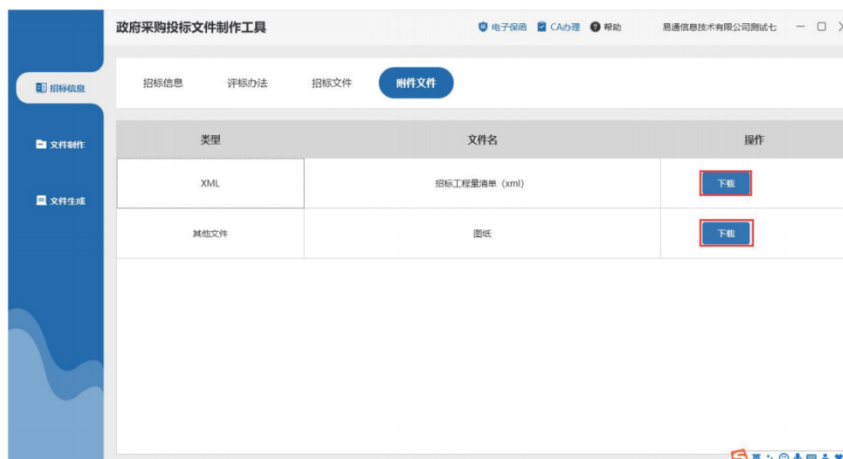 政府采购投标文件制作工具
电子保函 CA办理 帮助 易通信息技术有限公司测试七
招标信息
文件制作
文件生成
招标信息 评标办法 招标文件 附件文件
类型 文件名 操作
XML 招标工程量清单（xml） 下载
其他文件 图纸 下载
英